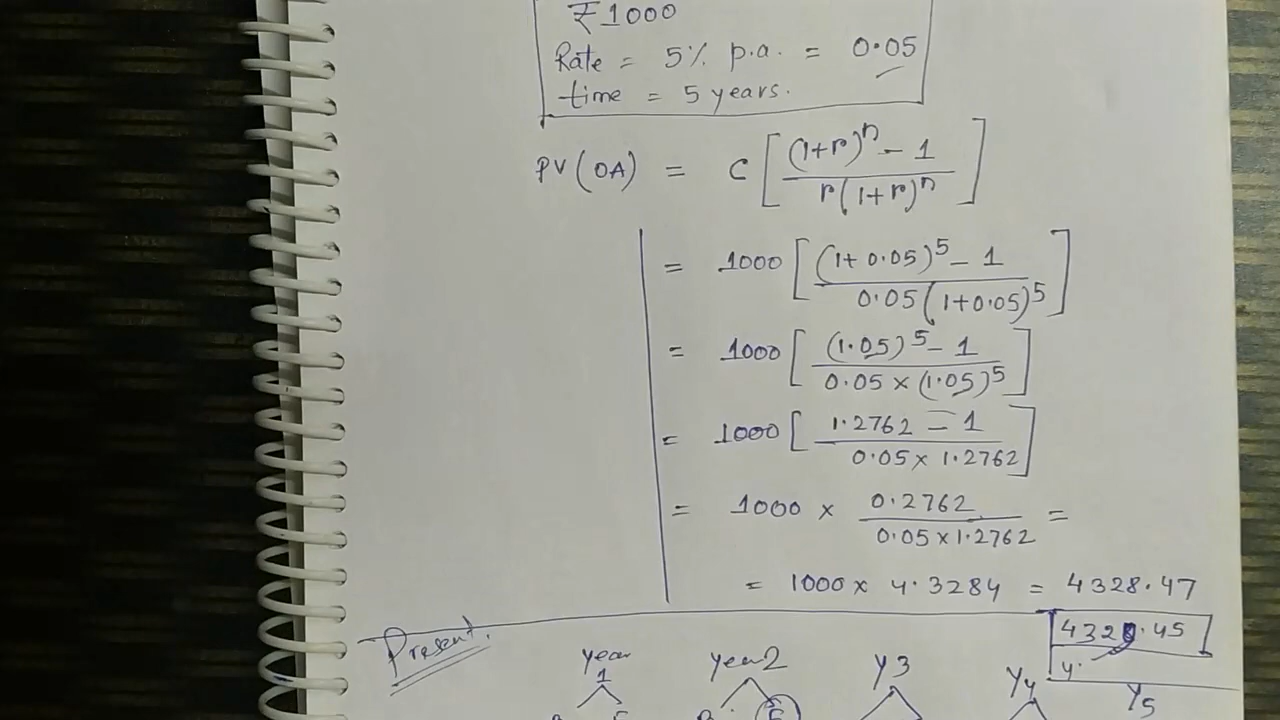 ₹1000
Rate = 5% p.a. = 0.05
time = 5 years.
PV(OA) = C [ (1+r)^n - 1 / r(1+r)^n ]
= 1000 [ (1+0.05)^5 - 1 / 0.05(1+0.05)^5 ]
= 1000 [ (1.05)^5 - 1 / 0.05 × (1.05)^5 ]
= 1000 [ 1.2762 - 1 / 0.05 × 1.2762 ]
= 1000 × 0.2762 / 0.05 × 1.2762 =
= 1000 × 4.3284 = 4328.47
4328.45
4.
Present.
year 1 year 2 Y3 Y4 Y5